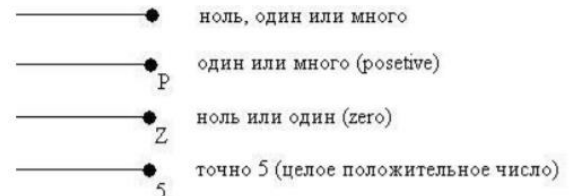 ноль, один или много
P один или много (posetive)
Z ноль или один (zero)
5 точно 5 (целое положительное число)